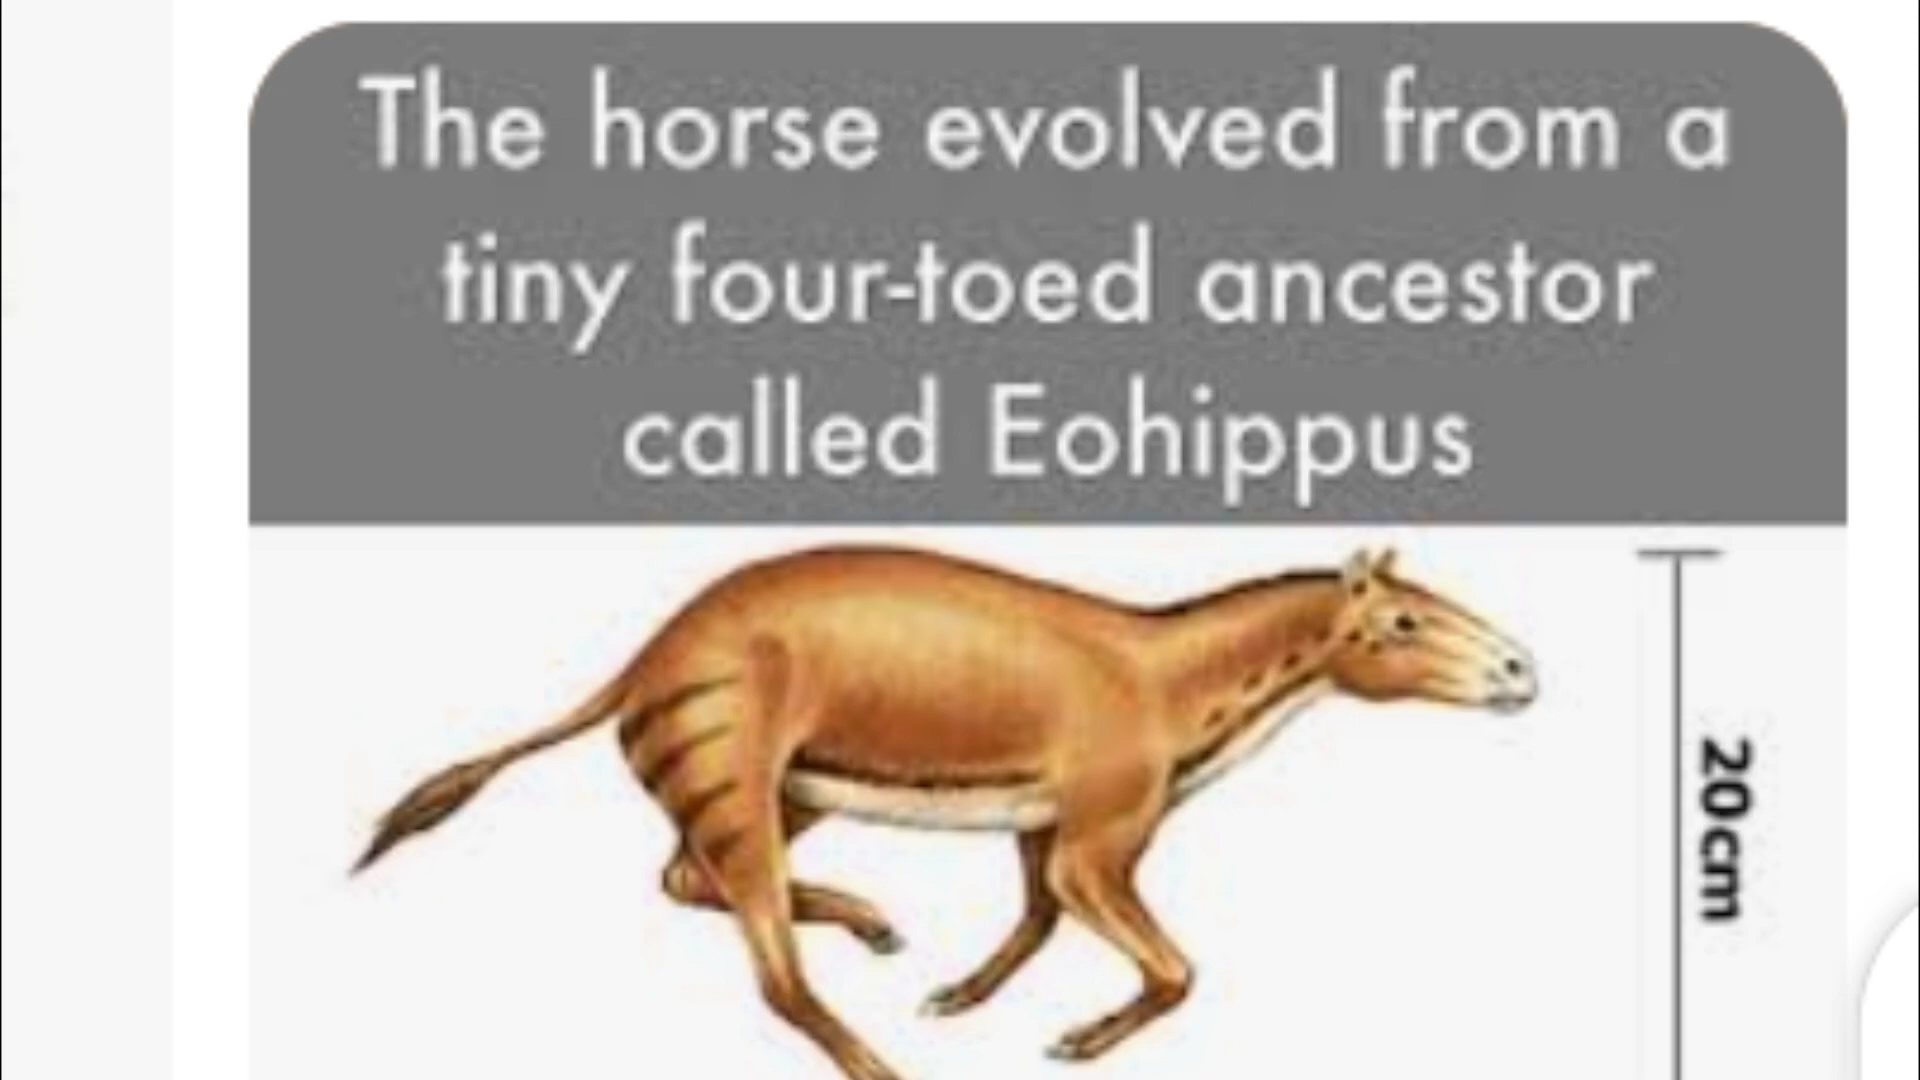 The horse evolved from a
tiny four-toed ancestor
called Eohippus
20cm